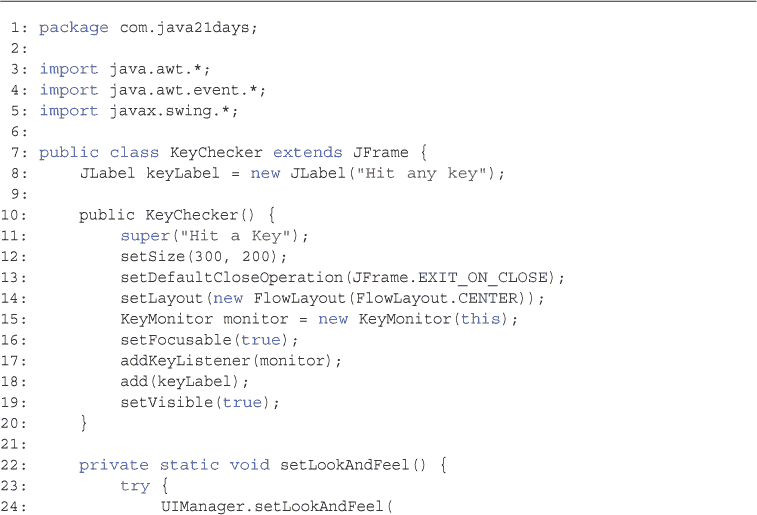 1: package com.java21days;
2:
3: import java.awt.*;
4: import java.awt.event.*;
5: import javax.swing.*;
6:
7: public class KeyChecker extends JFrame {
8:     JLabel keyLabel = new JLabel("Hit any key");
9:
10:     public KeyChecker() {
11:         super("Hit a Key");
12:         setSize(300, 200);
13:         setDefaultCloseOperation(JFrame.EXIT_ON_CLOSE);
14:         setLayout(new FlowLayout(FlowLayout.CENTER));
15:         KeyMonitor monitor = new KeyMonitor(this);
16:         setFocusable(true);
17:         addKeyListener(monitor);
18:         add(keyLabel);
19:         setVisible(true);
20:     }
21:
22:     private static void setLookAndFeel() {
23:         try {
24:             UIManager.setLookAndFeel(